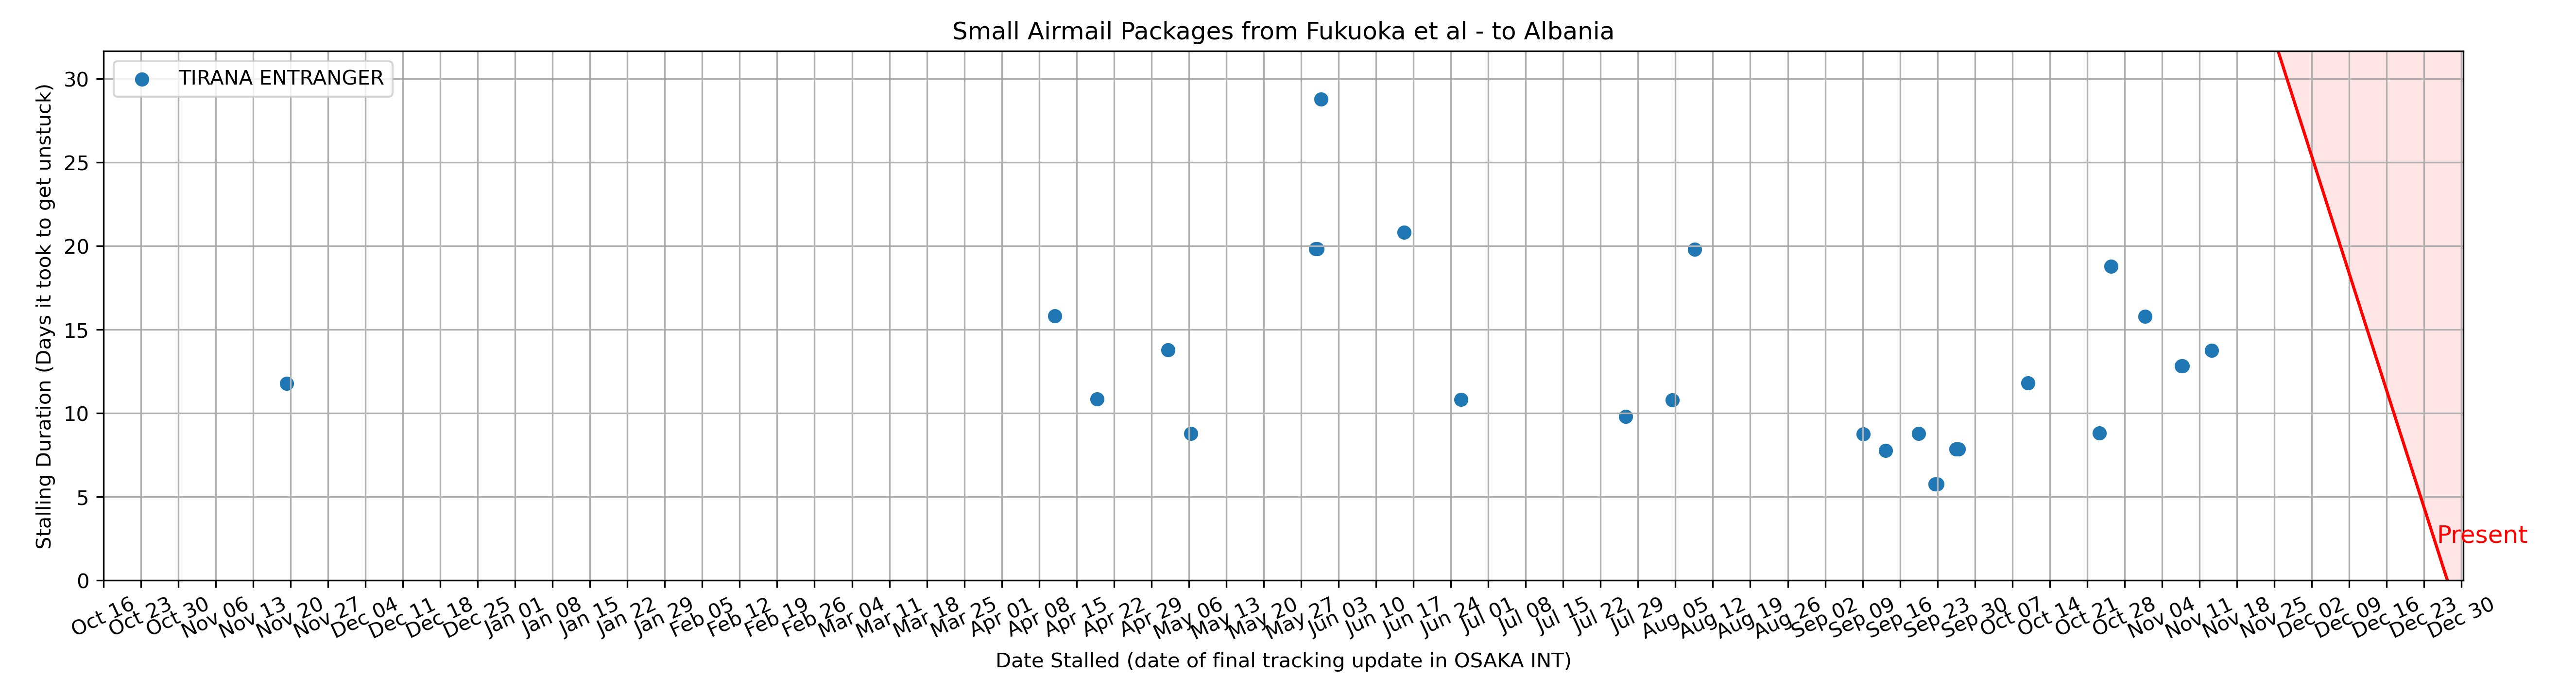 Small Airmail Packages from Fukuoka et al - to Albania
TIRANA ENTRANGER
Stalling Duration (Days it took to get unstuck)
30
25
20
15
10
5
0
Present
Oct 16
Oct 23
Oct 30
Nov 06
Nov 13
Nov 20
Nov 27
Dec 04
Dec 11
Dec 18
Dec 25
Jan 01
Jan 08
Jan 15
Jan 22
Jan 29
Feb 05
Feb 12
Feb 19
Feb 26
Mar 04
Mar 11
Mar 18
Mar 25
Apr 01
Apr 08
Apr 15
Apr 22
Apr 29
May 06
May 13
May 20
May 27
Jun 03
Jun 10
Jun 17
Jun 24
Jul 01
Jul 08
Jul 15
Jul 22
Jul 29
Aug 05
Aug 12
Aug 19
Aug 26
Sep 02
Sep 09
Sep 16
Sep 23
Sep 30
Oct 07
Oct 14
Oct 21
Oct 28
Nov 04
Nov 11
Nov 18
Nov 25
Dec 02
Dec 09
Dec 16
Dec 23
Dec 30
Date Stalled (date of final tracking update in OSAKA INT)